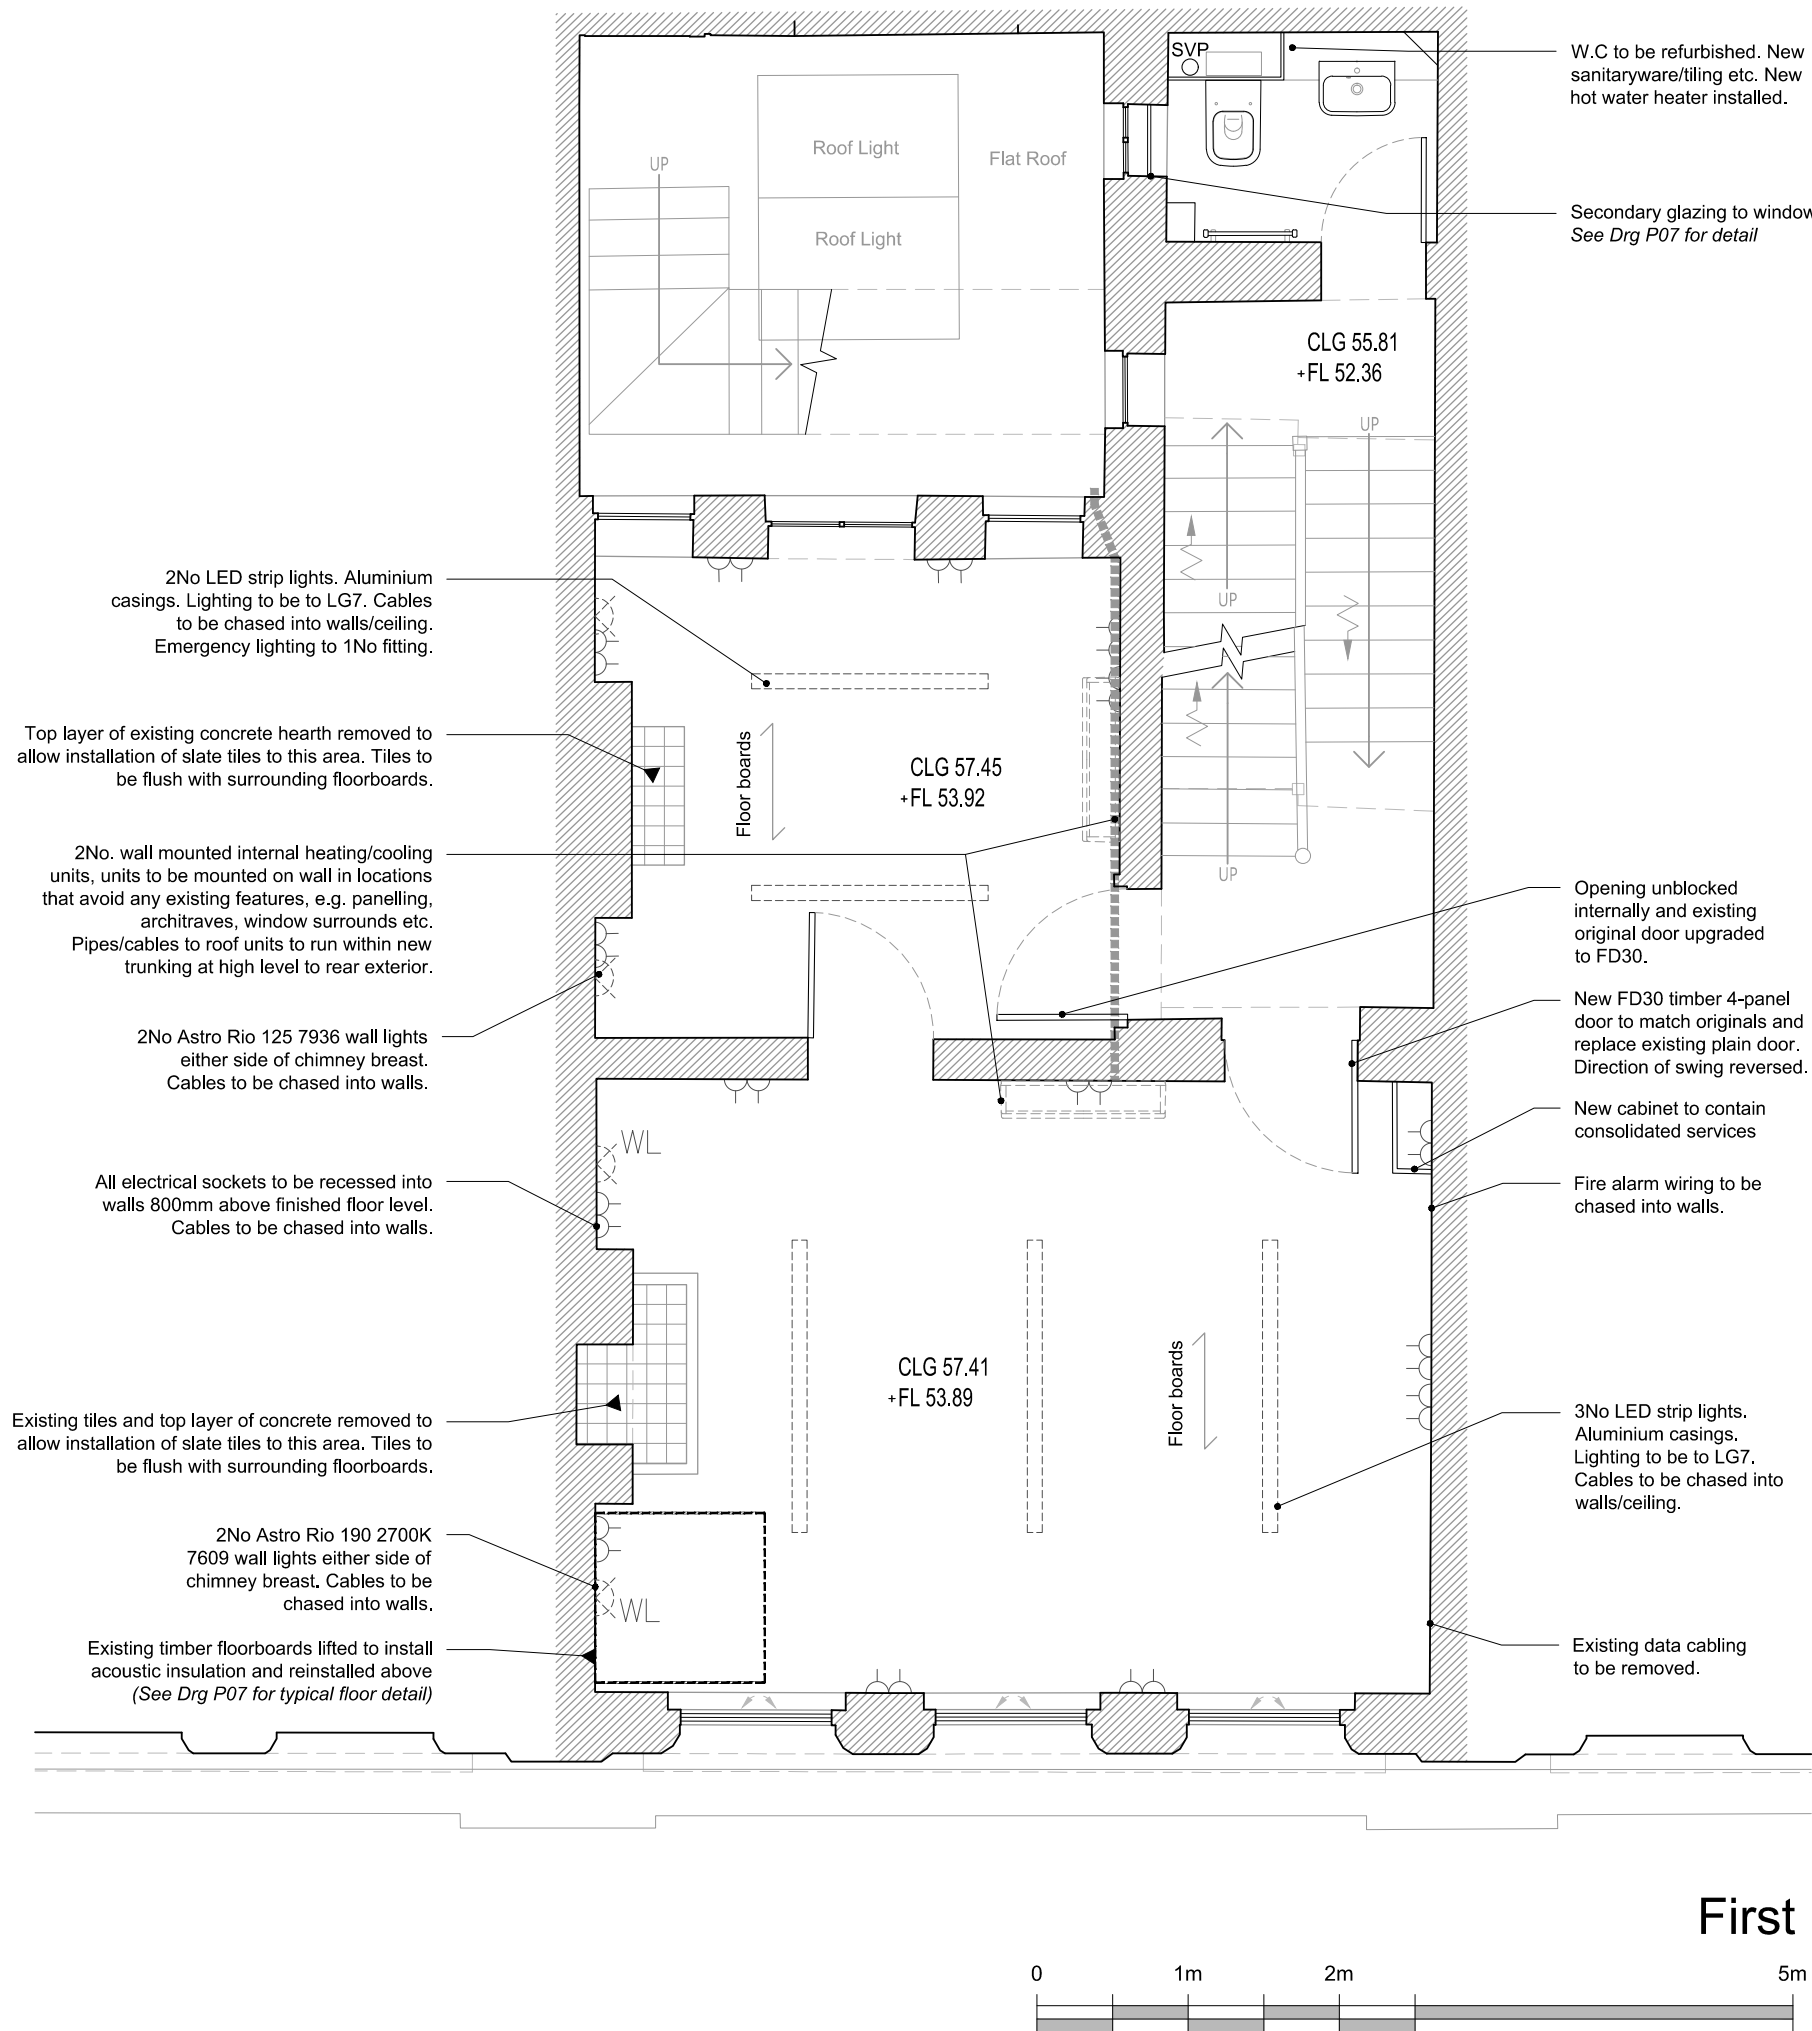 SVP
W.C to be refurbished. New
sanitaryware/tiling etc. New
hot water heater installed.
Roof Light
Flat Roof
UP
Roof Light
Secondary glazing to window
See Drg P07 for detail
CLG 55.81
+FL 52.36
UP
UP
UP
2No LED strip lights. Aluminium
casings. Lighting to be to LG7. Cables
to be chased into walls/ceiling.
Emergency lighting to 1No fitting.
Top layer of existing concrete hearth removed to
allow installation of slate tiles to this area. Tiles to
be flush with surrounding floorboards.
Floor boards
CLG 57.45
+FL 53.92
2No. wall mounted internal heating/cooling
units, units to be mounted on wall in locations
that avoid any existing features, e.g. panelling,
architraves, window surrounds etc.
Pipes/cables to roof units to run within new
trunking at high level to rear exterior.
Opening unblocked
internally and existing
original door upgraded
to FD30.
New FD30 timber 4-panel
door to match originals and
replace existing plain door.
Direction of swing reversed.
2No Astro Rio 125 7936 wall lights
either side of chimney breast.
Cables to be chased into walls.
New cabinet to contain
consolidated services
WL
All electrical sockets to be recessed into
walls 800mm above finished floor level.
Cables to be chased into walls.
Fire alarm wiring to be
chased into walls.
CLG 57.41
+FL 53.89
Floor boards
Existing tiles and top layer of concrete removed to
allow installation of slate tiles to this area. Tiles to
be flush with surrounding floorboards.
3No LED strip lights.
Aluminium casings.
Lighting to be to LG7.
Cables to be chased into
walls/ceiling.
2No Astro Rio 190 2700K
7609 wall lights either side of
chimney breast. Cables to be
chased into walls.
WL
Existing timber floorboards lifted to install
acoustic insulation and reinstalled above
(See Drg P07 for typical floor detail)
Existing data cabling
to be removed.
First
0 1m 2m 5m